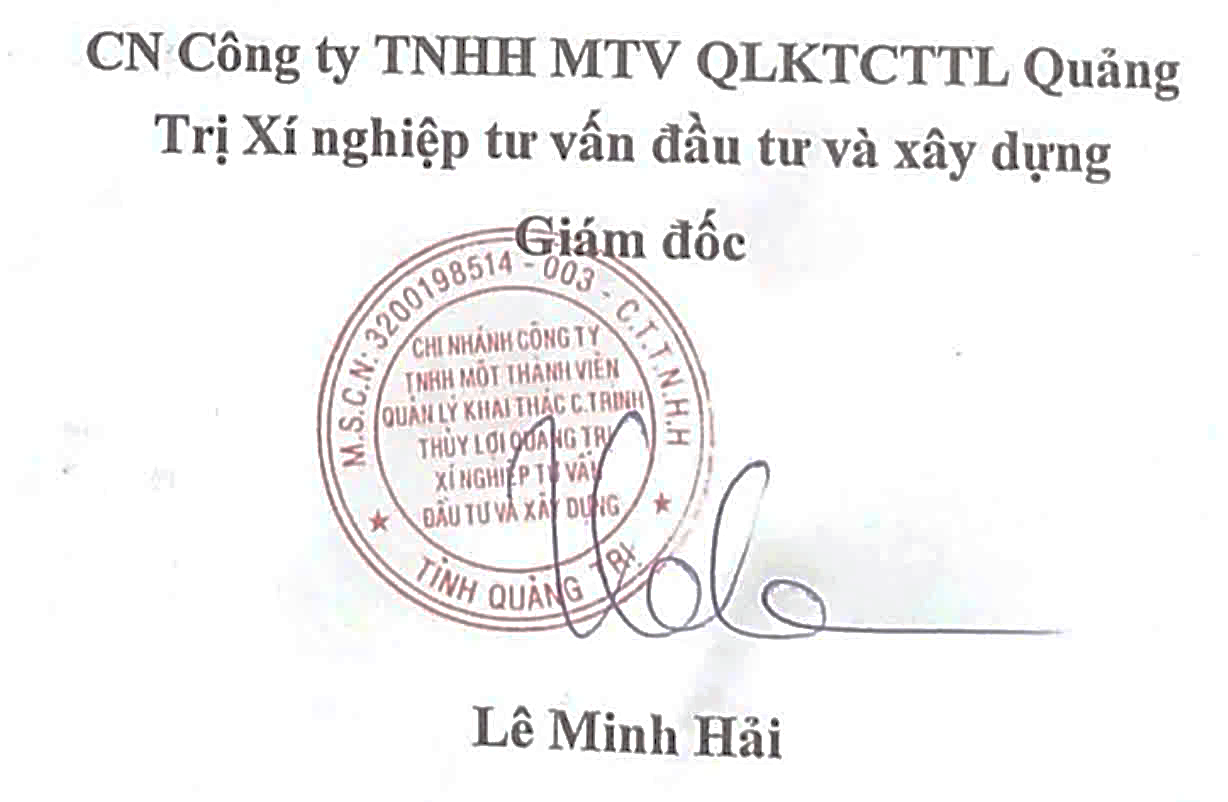 CN Công ty TNHH MTV QLKTCTTL Quảng
Trị Xí nghiệp tư vấn đầu tư và xây dựng
Giám đốc
M.S.C.N: 3200198514 - 003 - C.T.T.N.H.H
CHI NHÁNH CÔNG TY
TNHH MỘT THÀNH VIÊN
QUẢN LÝ KHAI THÁC C.TRÌNH
THỦY LỢI QUẢNG TRỊ
XÍ NGHIỆP TƯ VẤN
ĐẦU TƯ VÀ XÂY DỰNG
TỈNH QUẢNG TRỊ
Lê Minh Hải